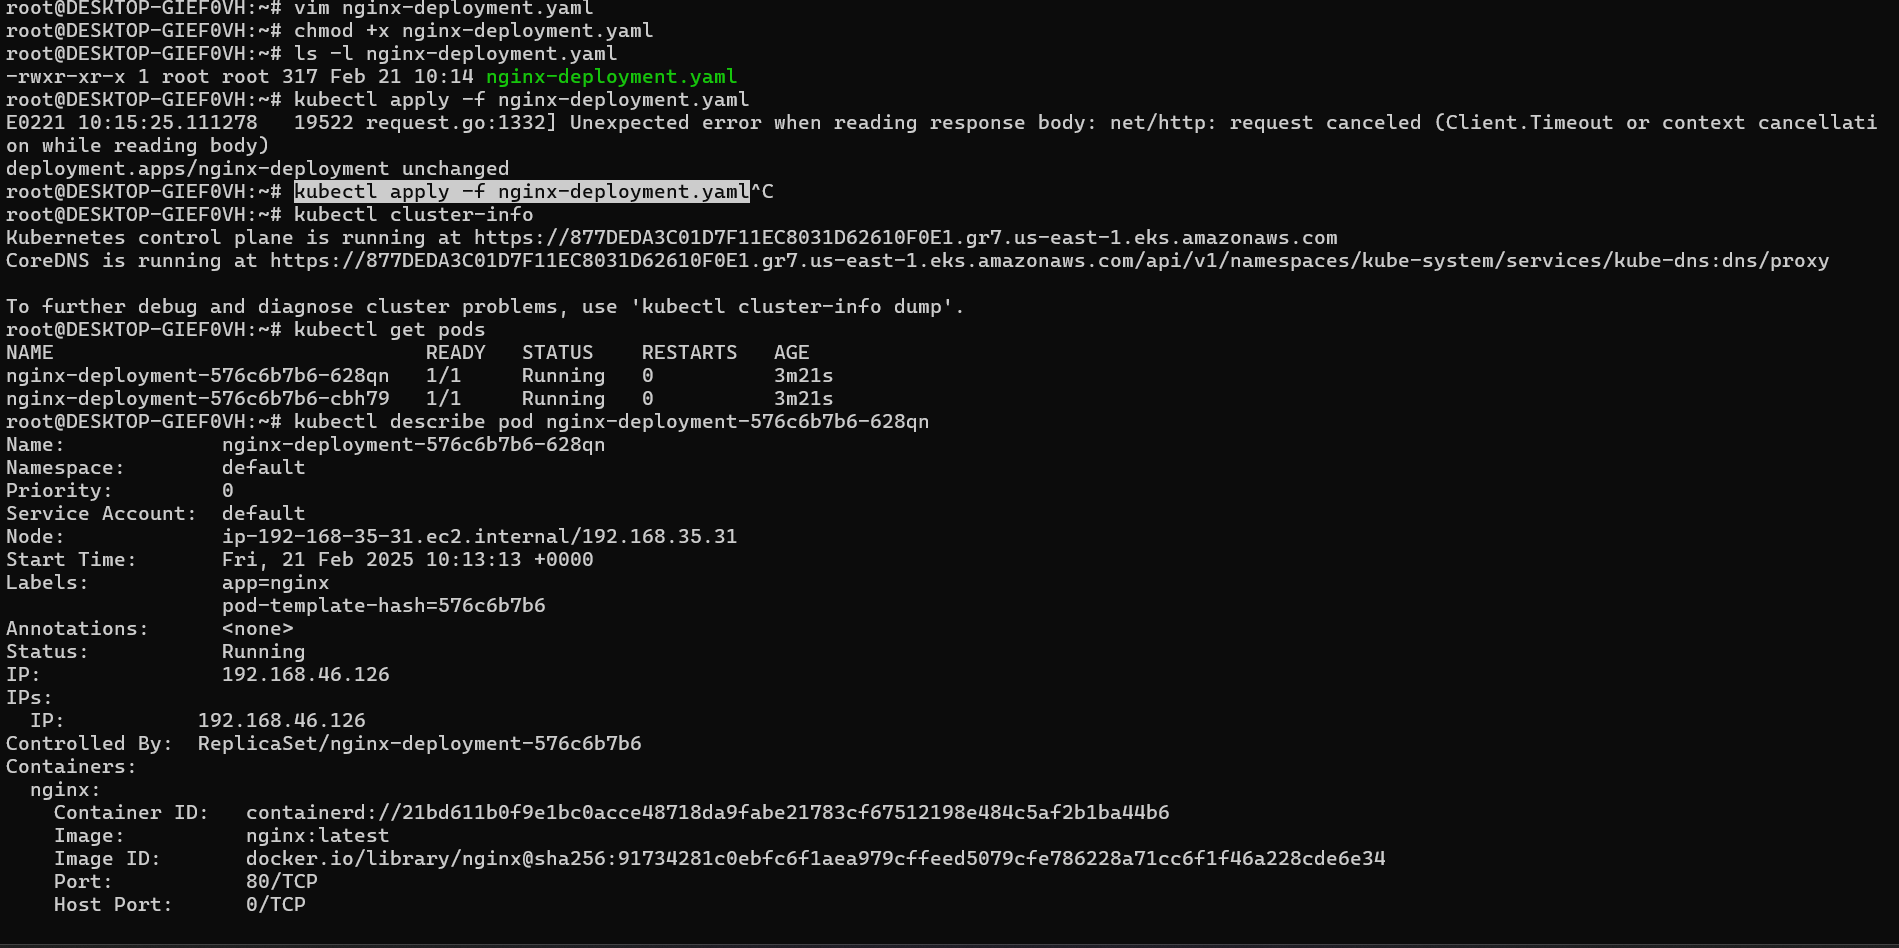 root@DESKTOP-GIEF0VH:~# vim nginx-deployment.yaml
root@DESKTOP-GIEF0VH:~# chmod +x nginx-deployment.yaml
root@DESKTOP-GIEF0VH:~# ls -l nginx-deployment.yaml
-rwxr-xr-x 1 root root 317 Feb 21 10:14 nginx-deployment.yaml
root@DESKTOP-GIEF0VH:~# kubectl apply -f nginx-deployment.yaml
E0221 10:15:25.111278   19522 request.go:1332] Unexpected error when reading response body: net/http: request canceled (Client.Timeout or context cancellati
on while reading body)
deployment.apps/nginx-deployment unchanged
root@DESKTOP-GIEF0VH:~# kubectl apply -f nginx-deployment.yaml^C
root@DESKTOP-GIEF0VH:~# kubectl cluster-info
Kubernetes control plane is running at https://877DEDA3C01D7F11EC8031D62610F0E1.gr7.us-east-1.eks.amazonaws.com
CoreDNS is running at https://877DEDA3C01D7F11EC8031D62610F0E1.gr7.us-east-1.eks.amazonaws.com/api/v1/namespaces/kube-system/services/kube-dns:dns/proxy

To further debug and diagnose cluster problems, use 'kubectl cluster-info dump'.
root@DESKTOP-GIEF0VH:~# kubectl get pods
NAME                               READY   STATUS    RESTARTS   AGE
nginx-deployment-576c6b7b6-628qn   1/1     Running   0          3m21s
nginx-deployment-576c6b7b6-cbh79   1/1     Running   0          3m21s
root@DESKTOP-GIEF0VH:~# kubectl describe pod nginx-deployment-576c6b7b6-628qn
Name:             nginx-deployment-576c6b7b6-628qn
Namespace:        default
Priority:         0
Service Account:  default
Node:             ip-192-168-35-31.ec2.internal/192.168.35.31
Start Time:       Fri, 21 Feb 2025 10:13:13 +0000
Labels:           app=nginx
                  pod-template-hash=576c6b7b6
Annotations:      <none>
Status:           Running
IP:               192.168.46.126
IPs:
  IP:           192.168.46.126
Controlled By:  ReplicaSet/nginx-deployment-576c6b7b6
Containers:
  nginx:
    Container ID:   containerd://21bd611b0f9e1bc0acce48718da9fabe21783cf67512198e484c5af2b1ba44b6
    Image:          nginx:latest
    Image ID:       docker.io/library/nginx@sha256:91734281c0ebfc6f1aea979cffeed5079cfe786228a71cc6f1f46a228cde6e34
    Port:           80/TCP
    Host Port:      0/TCP